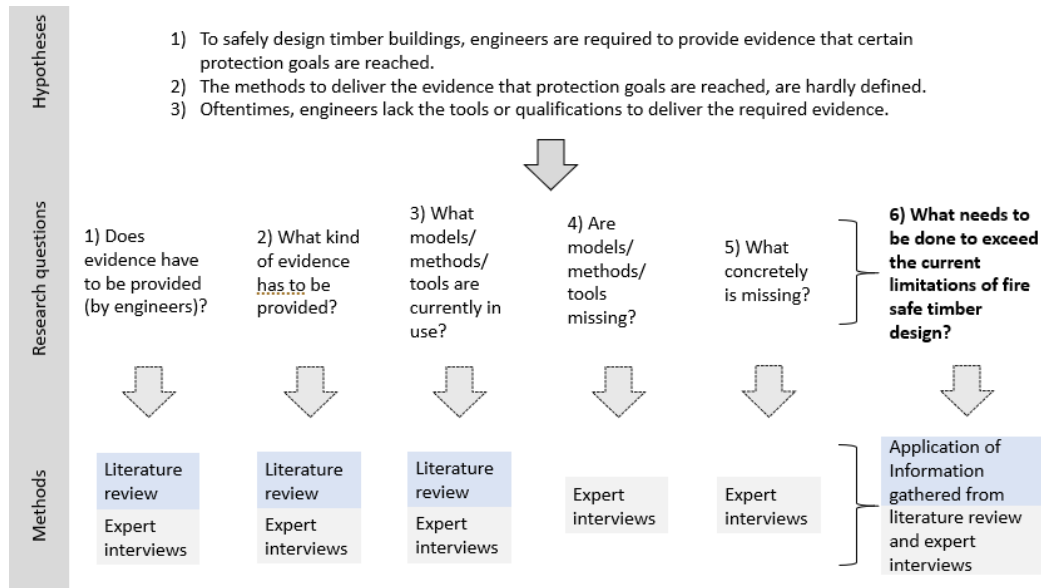 Hypotheses
1) To safely design timber buildings, engineers are required to provide evidence that certain
protection goals are reached.
2) The methods to deliver the evidence that protection goals are reached, are hardly defined.
3) Oftentimes, engineers lack the tools or qualifications to deliver the required evidence.
Research questions
1) Does
evidence have
to be provided
(by engineers)?
2) What kind
of evidence
has to be
provided?
3) What
models/
methods/
tools are
currently in
use?
4) Are
models/
methods/
tools
missing?
5) What
concretely
is missing?
6) What needs to
be done to exceed
the current
limitations of fire
safe timber
design?
Methods
Literature
review
Expert
interviews
Literature
review
Expert
interviews
Literature
review
Expert
interviews
Expert
interviews
Expert
interviews
Application of
Information
gathered from
literature review
and expert
interviews